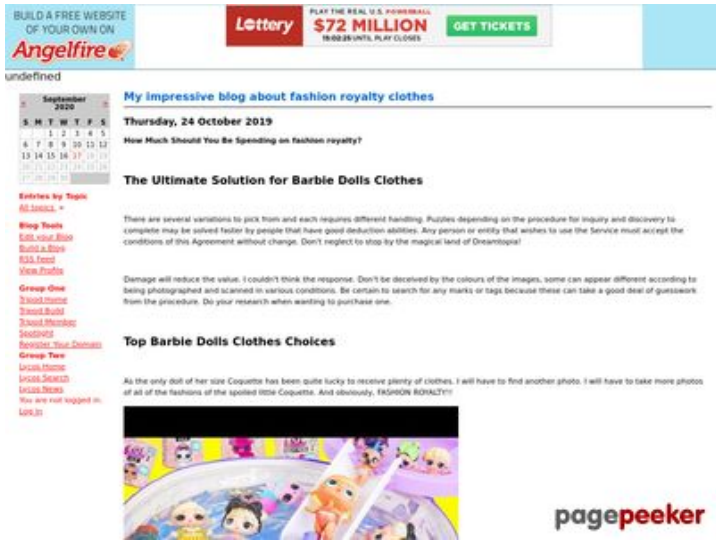 BUILD A FREE WEBSITE
OF YOUR OWN ON
Angelfire
Lottery
PLAY THE REAL U.S. POWERBALL
$72 MILLION
15:02:25 UNTIL PLAY CLOSES
GET TICKETS
undefined
September
2020
S M T W T F S
1 2 3 4 5
6 7 8 9 10 11 12
13 14 15 16 17 18 19
20 21 22 23 24 25 26
27 28 29 30
Entries by Topic
All topics «
Blog Tools
Edit your Blog
Build a Blog
RSS Feed
View Profile
Group One
Tripod Home
Tripod Build
Tripod Member
Spotlight
Register Your Domain
Group Two
Lycos Home
Lycos Search
Lycos News
You are not logged in.
Log in
My impressive blog about fashion royalty clothes
Thursday, 24 October 2019
How Much Should You Be Spending on fashion royalty?
The Ultimate Solution for Barbie Dolls Clothes
There are several variations to pick from and each requires different handling. Puzzles depending on the procedure for inquiry and discovery to
complete may be solved faster by people that have good deduction abilities. Any person or entity that wishes to use the Service must accept the
conditions of this Agreement without change. Don't neglect to stop by the magical land of Dreamtopia!
Damage will reduce the value. I couldn't think the response. Don't be deceived by the colours of the images, some can appear different according to
being photographed and scanned in various conditions. Be certain to search for any marks or tags because these can take a good deal of guesswork
from the procedure. Do your research when wanting to purchase one.
Top Barbie Dolls Clothes Choices
As the only doll of her size Coquette has been quite lucky to receive plenty of clothes. I will have to find another photo. I will have to take more photos
of all of the fashions of the spoiled little Coquette. And obviously, FASHION ROYALTY!!!
pagepeeker